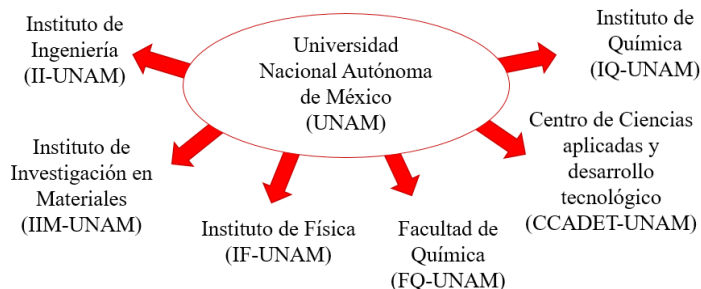 Universidad
Nacional Autónoma
de México
(UNAM)
Instituto de
Ingeniería
(II-UNAM)
Instituto de
Investigación en
Materiales
(IIM-UNAM)
Instituto de Física
(IF-UNAM)
Facultad de
Química
(FQ-UNAM)
Centro de Ciencias
aplicadas y
desarrollo
tecnológico
(CCADET-UNAM)
Instituto de
Química
(IQ-UNAM)